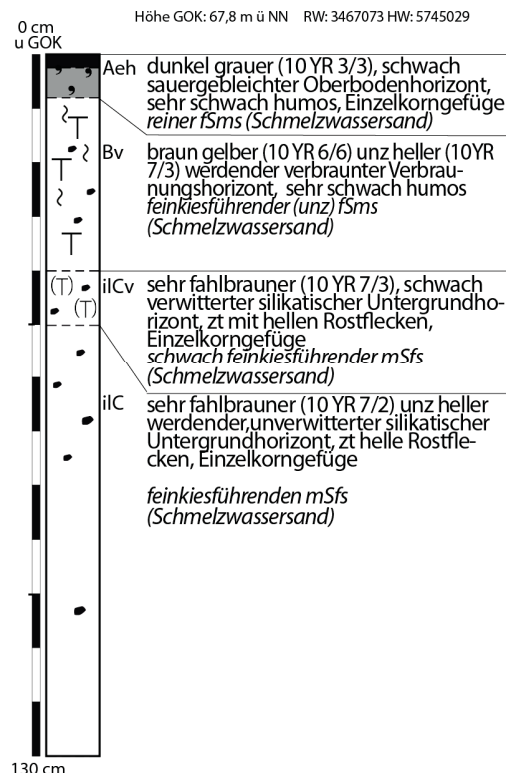 Höhe GOK: 67,8 m ü NN RW: 3467073 HW: 5745029
0 cm
u GOK
Aeh dunkel grauer (10 YR 3/3), schwach
sauergebleichter Oberbodenhorizont,
sehr schwach humos, Einzelkorngefüge
reiner fSms (Schmelzwassersand)
Bv braun gelber (10 YR 6/6) unz heller (10YR
7/3) werdender verbraunter Verbrau-
nungshorizont, sehr schwach humos
feinkiesführender (unz) fSms
(Schmelzwassersand)
ilCv sehr fahlbrauner (10 YR 7/3), schwach
verwitterter silikatischer Untergrundho-
rizont, zt mit hellen Rostflecken,
Einzelkorngefüge
schwach feinkiesführender mSfs
(Schmelzwassersand)
ilC sehr fahlbrauner (10 YR 7/2) unz heller
werdender,unverwitterter silikatischer
Untergrundhorizont, zt helle Rostfle-
cken, Einzelkorngefüge
feinkiesführenden mSfs
(Schmelzwassersand)
T
T
T
(T)
(T)
130 cm